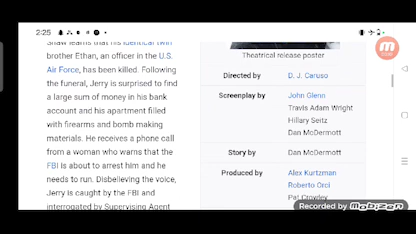 2:25
Shaw learns that his identical twin
brother Ethan, an officer in the U.S.
Air Force, has been killed. Following
the funeral, Jerry is surprised to find
a large sum of money in his bank
account and his apartment filled
with firearms and bomb making
materials. He receives a phone call
from a woman who warns that the
FBI is about to arrest him and he
needs to run. Disbelieving the voice,
Jerry is caught by the FBI and
interrogated by Supervising Agent
Theatrical release poster
Directed by D. J. Caruso
Screenplay by John Glenn
Travis Adam Wright
Hillary Seitz
Dan McDermott
Story by Dan McDermott
Produced by Alex Kurtzman
Roberto Orci
Pat Crowley
Recorded by Mobizen